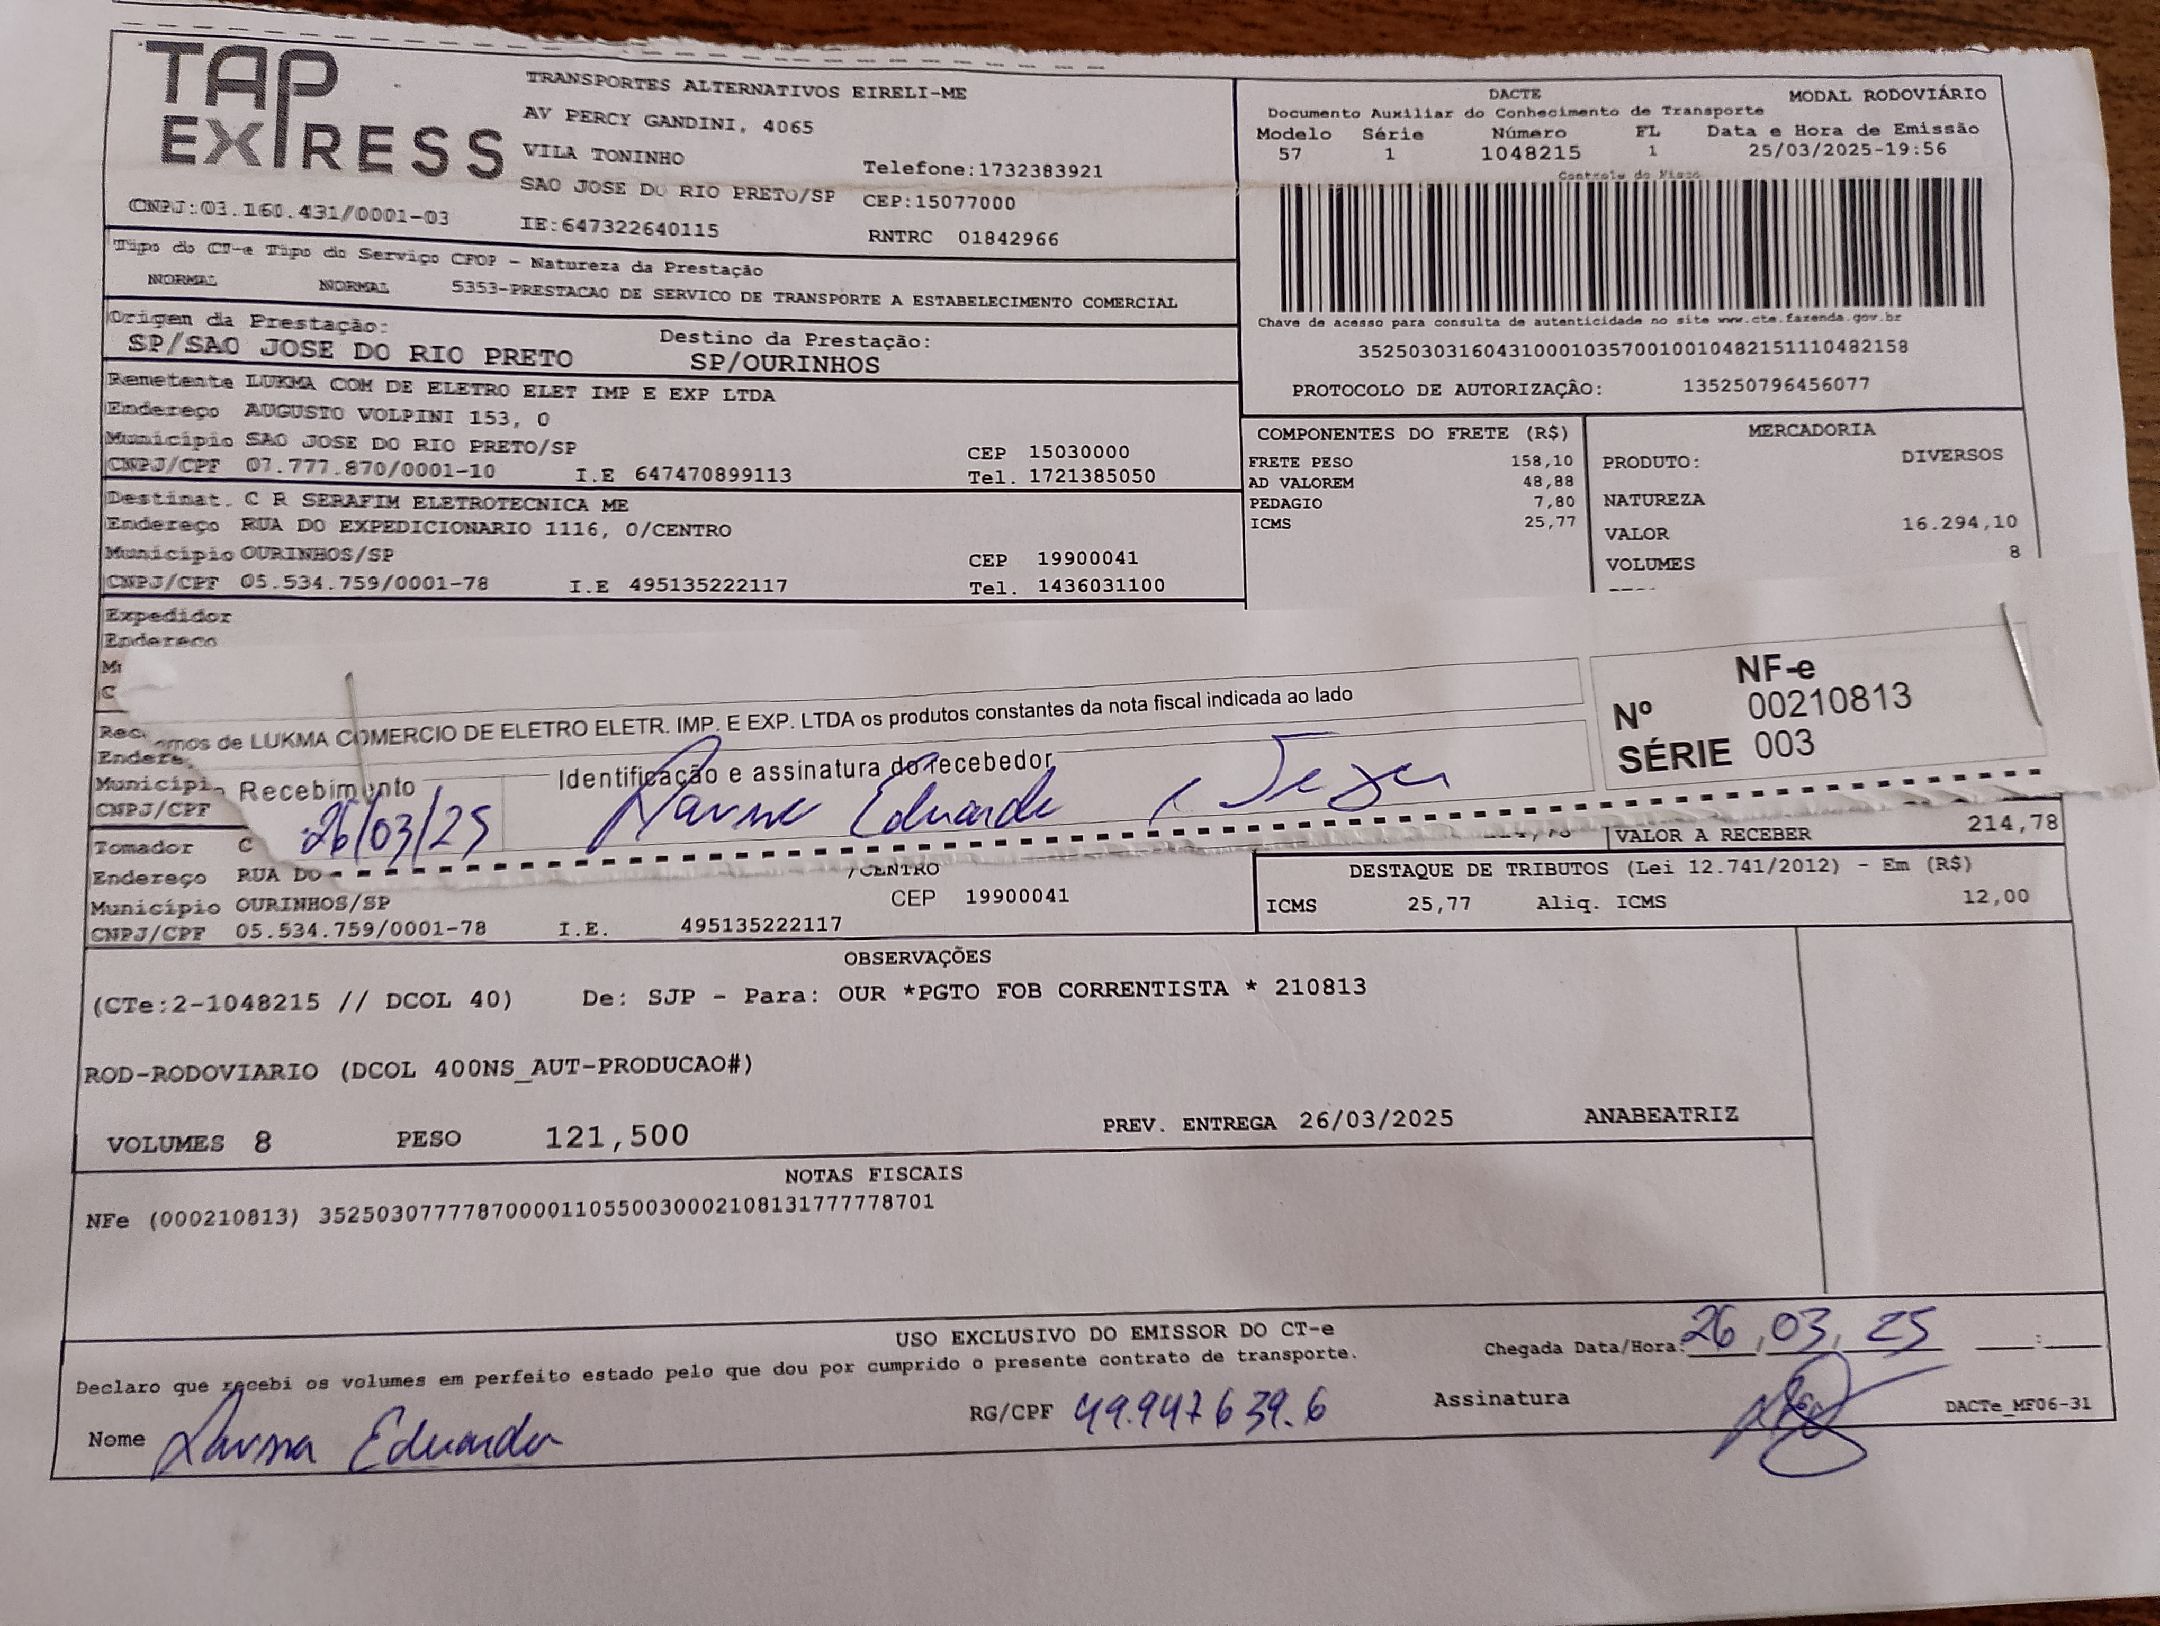 TAP EXPRESS
TRANSPORTES ALTERNATIVOS EIRELI-ME
AV PERCY GANDINI, 4065
VILA TONINHO
Telefone:1732383921
SAO JOSE DO RIO PRETO/SP CEP:15077000
CNPJ:03.160.431/0001-03 IE:647322640115 RNTRC 01842966
DACTE MODAL RODOVIÁRIO
Documento Auxiliar do Conhecimento de Transporte
Modelo Série Número FL Data e Hora de Emissão
57 1 1048215 1 25/03/2025-19:56
Controle do Fisco
Chave de acesso para consulta de autenticidade no site www.cte.fazenda.gov.br
35250303160431000103570010010482151110482158
PROTOCOLO DE AUTORIZAÇÃO: 135250796456077
Tipo do CT-e Tipo do Serviço CFOP - Natureza da Prestação
NORMAL NORMAL 5353-PRESTACAO DE SERVICO DE TRANSPORTE A ESTABELECIMENTO COMERCIAL
Origen da Prestação: Destino da Prestação:
SP/SAO JOSE DO RIO PRETO SP/OURINHOS
Remetente LUKMA COM DE ELETRO ELET IMP E EXP LTDA
Endereço AUGUSTO VOLPINI 153, 0
Município SAO JOSE DO RIO PRETO/SP CEP 15030000
CNPJ/CPF 07.777.870/0001-10 I.E 647470899113 Tel. 1721385050
Destinat. C R SERAFIM ELETROTECNICA ME
Endereço RUA DO EXPEDICIONARIO 1116, 0/CENTRO
Município OURINHOS/SP CEP 19900041
CNPJ/CPF 05.534.759/0001-78 I.E 495135222117 Tel. 1436031100
COMPONENTES DO FRETE (R$)
FRETE PESO 158,10
AD VALOREM 48,88
PEDAGIO 7,80
ICMS 25,77
MERCADORIA
PRODUTO: DIVERSOS
NATUREZA
VALOR 16.294,10
VOLUMES 8
Expedidor
Endereço
de LUKMA COMERCIO DE ELETRO ELETR. IMP. E EXP. LTDA os produtos constantes da nota fiscal indicada ao lado
NF-e
Nº 00210813
SÉRIE 003
Município
CNPJ/CPF
Recebimento Identificação e assinatura do recebedor
26/03/25 Eduarda
Tomador C
VALOR A RECEBER 214,78
Endereço RUA DO /CENTRO
Município OURINHOS/SP CEP 19900041
CNPJ/CPF 05.534.759/0001-78 I.E. 495135222117
DESTAQUE DE TRIBUTOS (Lei 12.741/2012) - Em (R$)
ICMS 25,77 Aliq. ICMS 12,00
OBSERVAÇÕES
(CTe:2-1048215 // DCOL 40) De: SJP - Para: OUR *PGTO FOB CORRENTISTA * 210813
ROD-RODOVIARIO (DCOL 400NS_AUT-PRODUCAO#)
VOLUMES 8 PESO 121,500 PREV. ENTREGA 26/03/2025 ANABEATRIZ
NOTAS FISCAIS
NFe (000210813) 35250307777870000110550030002108131777778701
USO EXCLUSIVO DO EMISSOR DO CT-e
Declaro que recebi os volumes em perfeito estado pelo que dou por cumprido o presente contrato de transporte.
Chegada Data/Hora: 26,03,25 :
Nome Eduarda RG/CPF 49.947639.6 Assinatura
DACTe_MF06-31